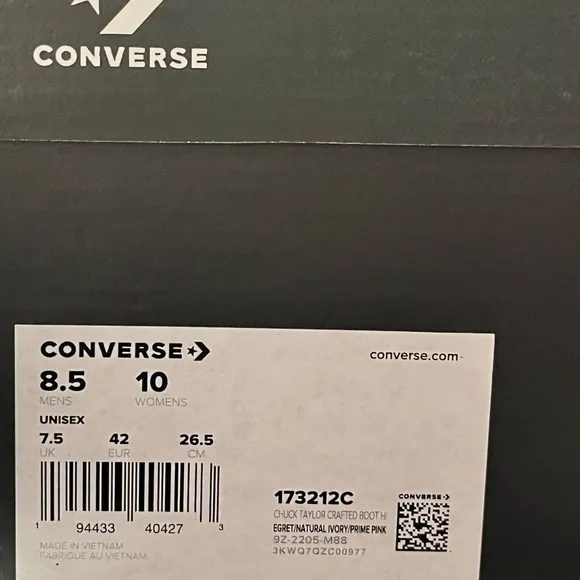 CONVERSE
CONVERSE
converse.com
8.5 10
MENS WOMENS
UNISEX
7.5 42 26.5
UK EUR CM
1 94433 40427 3
173212C
CHUCK TAYLOR CRAFTED BOOT HI
EGRET/NATURAL IVORY/PRIME PINK
9Z-2205-M88
3KWQ7QZC00977
CONVERSE
MADE IN VIETNAM
FABRIQUÉ AU VIETNAM